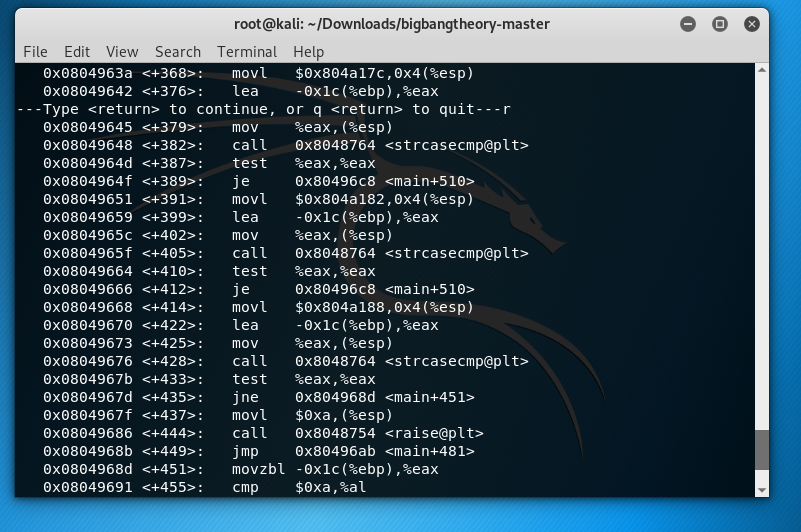 root@kali: ~/Downloads/bigbangtheory-master
File Edit View Search Terminal Help
0x0804963a <+368>: movl $0x804a17c,0x4(%esp)
0x08049642 <+376>: lea -0x1c(%ebp),%eax
---Type <return> to continue, or q <return> to quit---r
0x08049645 <+379>: mov %eax,(%esp)
0x08049648 <+382>: call 0x8048764 <strcasecmp@plt>
0x0804964d <+387>: test %eax,%eax
0x0804964f <+389>: je 0x80496c8 <main+510>
0x08049651 <+391>: movl $0x804a182,0x4(%esp)
0x08049659 <+399>: lea -0x1c(%ebp),%eax
0x0804965c <+402>: mov %eax,(%esp)
0x0804965f <+405>: call 0x8048764 <strcasecmp@plt>
0x08049664 <+410>: test %eax,%eax
0x08049666 <+412>: je 0x80496c8 <main+510>
0x08049668 <+414>: movl $0x804a188,0x4(%esp)
0x08049670 <+422>: lea -0x1c(%ebp),%eax
0x08049673 <+425>: mov %eax,(%esp)
0x08049676 <+428>: call 0x8048764 <strcasecmp@plt>
0x0804967b <+433>: test %eax,%eax
0x0804967d <+435>: jne 0x804968d <main+451>
0x0804967f <+437>: movl $0xa,(%esp)
0x08049686 <+444>: call 0x8048754 <raise@plt>
0x0804968b <+449>: jmp 0x80496ab <main+481>
0x0804968d <+451>: movzbl -0x1c(%ebp),%eax
0x08049691 <+455>: cmp $0xa,%al